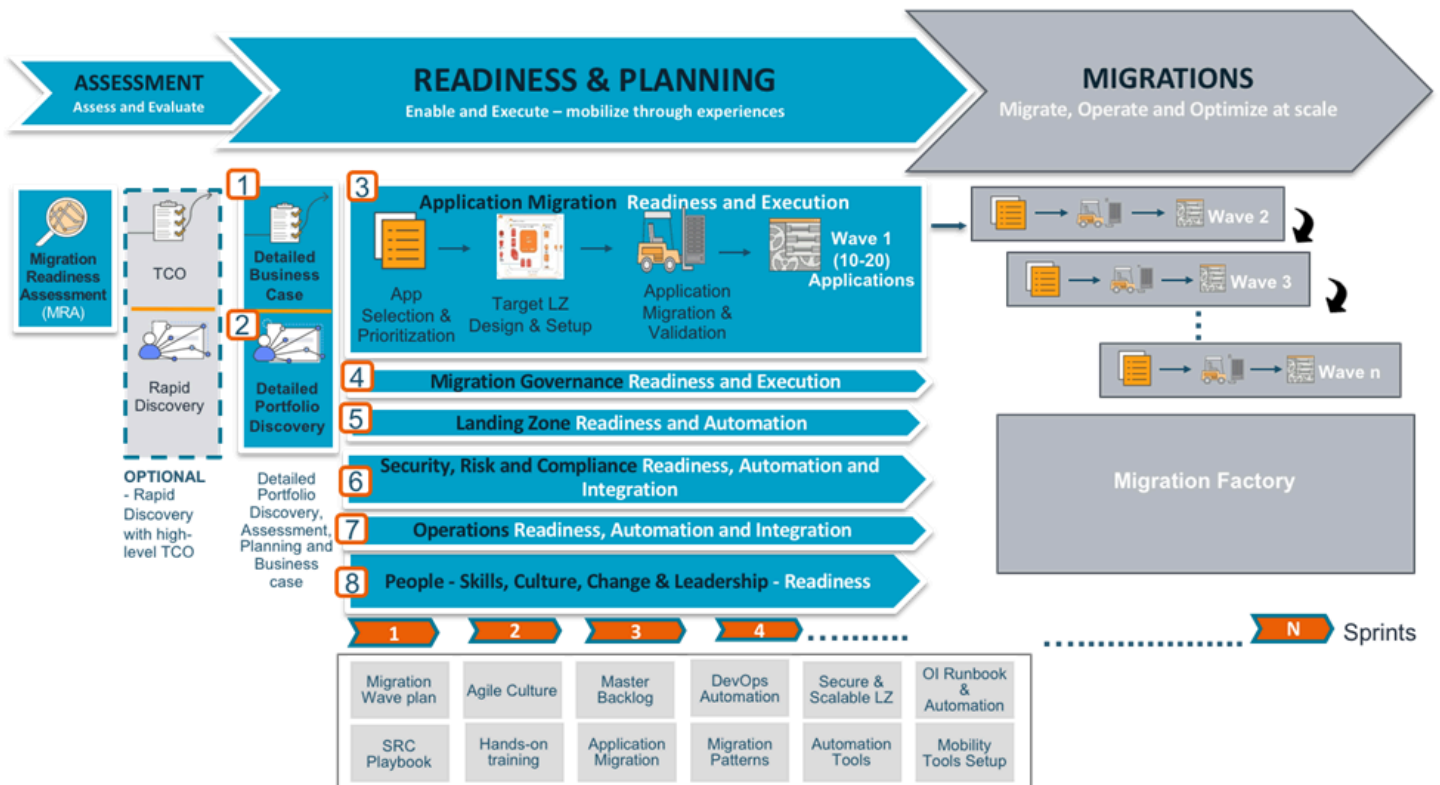 ASSESSMENT
Assess and Evaluate
READINESS & PLANNING
Enable and Execute – mobilize through experiences
MIGRATIONS
Migrate, Operate and Optimize at scale
Migration
Readiness
Assessment
(MRA)
TCO
Rapid
Discovery
OPTIONAL
- Rapid
Discovery
with high-
level TCO
1
Detailed
Business
Case
2
Detailed
Portfolio
Discovery
Detailed
Portfolio
Discovery,
Assessment,
Planning and
Business
case
3
Application Migration Readiness and Execution
App
Selection &
Prioritization
Target LZ
Design & Setup
Application
Migration &
Validation
Wave 1
(10-20)
Applications
4
Migration Governance Readiness and Execution
5
Landing Zone Readiness and Automation
6
Security, Risk and Compliance Readiness, Automation and
Integration
7
Operations Readiness, Automation and Integration
8
People - Skills, Culture, Change & Leadership - Readiness
Wave 2
Wave 3
Wave n
Migration Factory
1
2
3
4
N
Sprints
Migration
Wave plan
Agile Culture
Master
Backlog
DevOps
Automation
Secure &
Scalable LZ
OI Runbook
&
Automation
SRC
Playbook
Hands-on
training
Application
Migration
Migration
Patterns
Automation
Tools
Mobility
Tools Setup